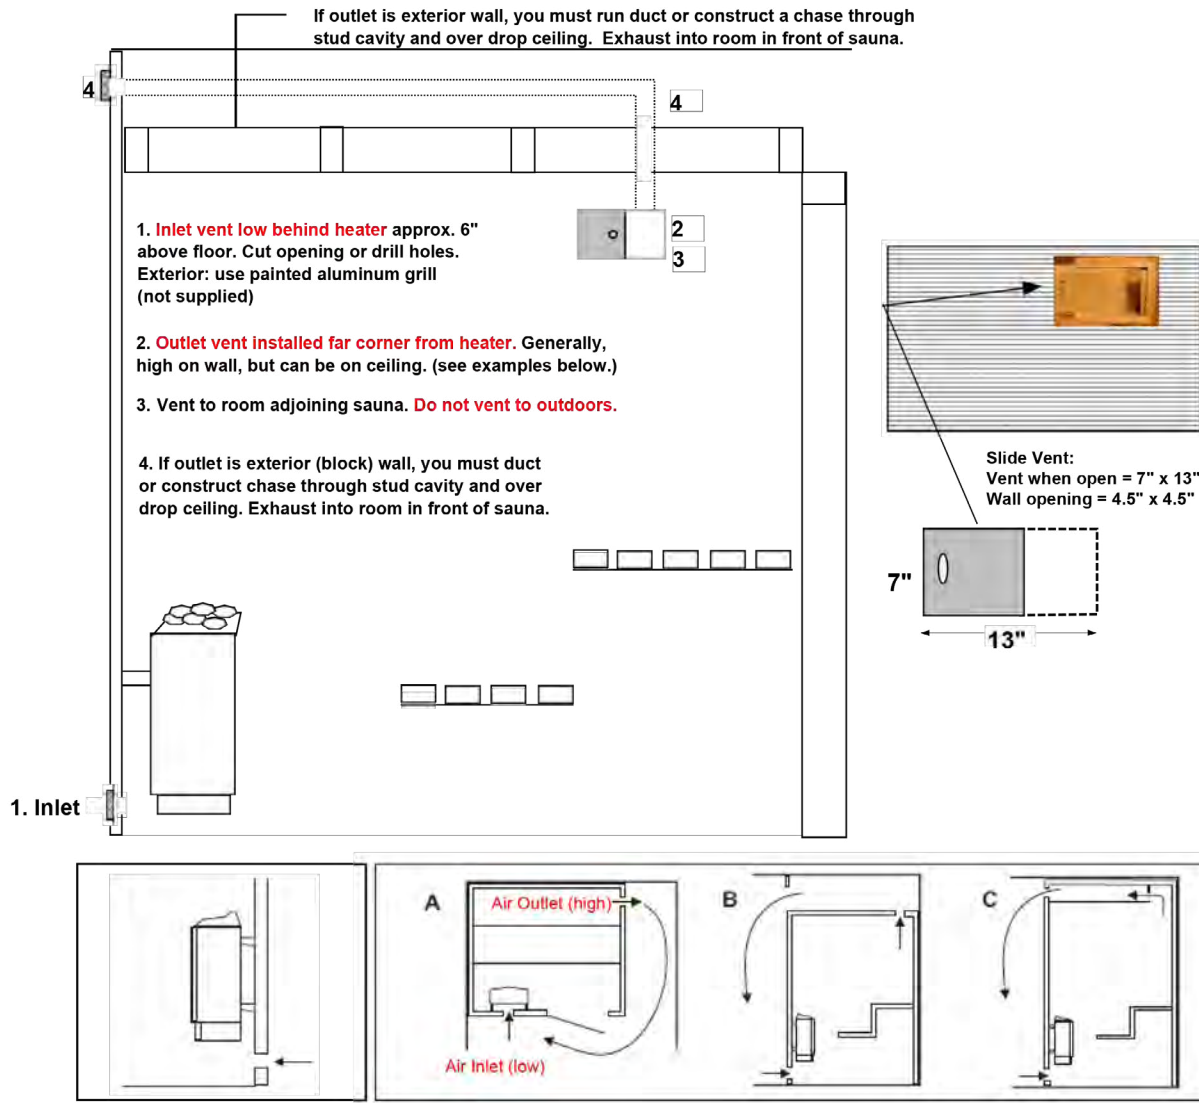 If outlet is exterior wall, you must run duct or construct a chase through
stud cavity and over drop ceiling. Exhaust into room in front of sauna.
4
4
1. Inlet vent low behind heater approx. 6"
above floor. Cut opening or drill holes.
Exterior: use painted aluminum grill
(not supplied)
2
3
2. Outlet vent installed far corner from heater. Generally,
high on wall, but can be on ceiling. (see examples below.)
3. Vent to room adjoining sauna. Do not vent to outdoors.
4. If outlet is exterior (block) wall, you must duct
or construct chase through stud cavity and over
drop ceiling. Exhaust into room in front of sauna.
Slide Vent:
Vent when open = 7" x 13"
Wall opening = 4.5" x 4.5"
7"
13"
1. Inlet
A
Air Outlet (high)
Air Inlet (low)
B
C